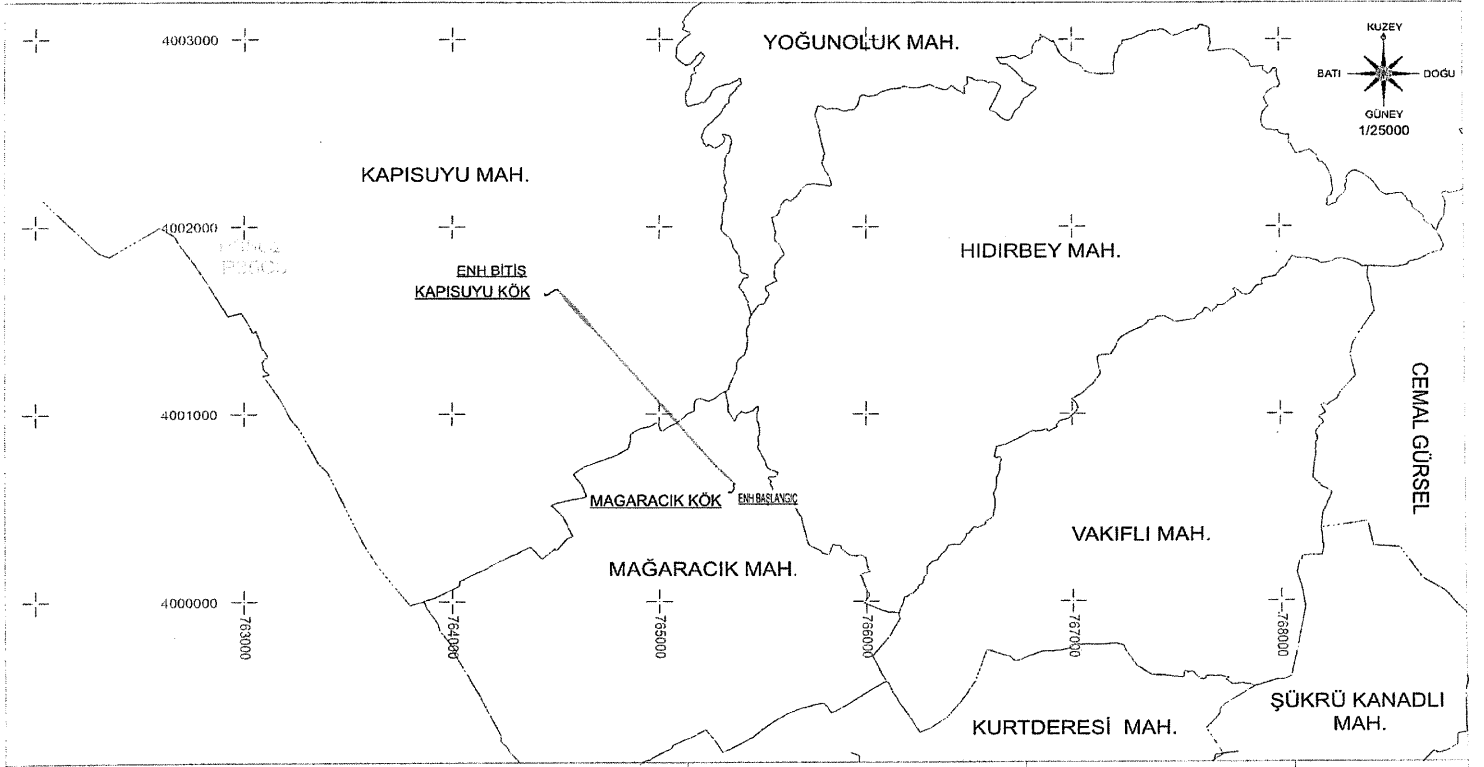 4003000
YOĞUNOLUK MAH.
KUZEY
BATI
DOĞU
GÜNEY
1/25000
KAPISUYU MAH.
4002000
HIDIRBEY MAH.
ENH BİTİŞ
KAPISUYU KÖK
4001000
CEMAL GÜRSEL
MAGARACIK KÖK
ENH BAŞLANGIÇ
VAKIFLI MAH.
MAĞARACIK MAH.
4000000
763000
764000
765000
766000
767000
768000
ŞÜKRÜ KANADLI
MAH.
KURTDERESİ MAH.